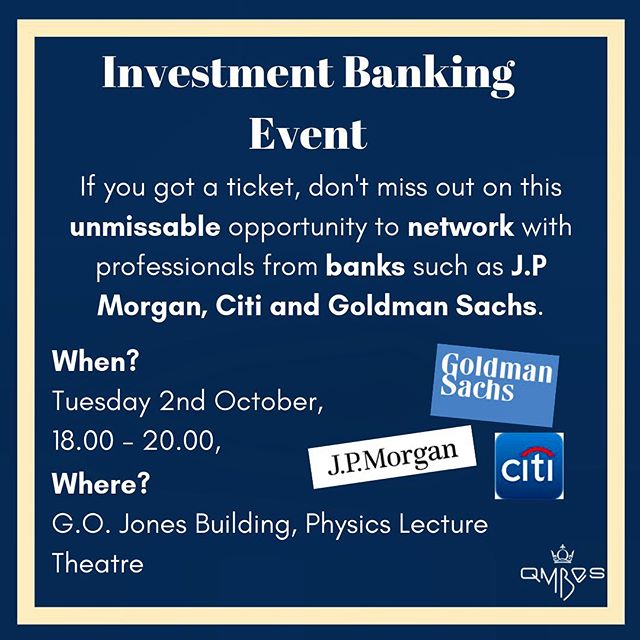 Investment Banking
Event
If you got a ticket, don't miss out on this
unmissable opportunity to network with
professionals from banks such as J.P
Morgan, Citi and Goldman Sachs.
When?
Tuesday 2nd October,
18.00 - 20.00,
Where?
G.O. Jones Building, Physics Lecture
Theatre
Goldman
Sachs
J.P.Morgan
citi
QMBES